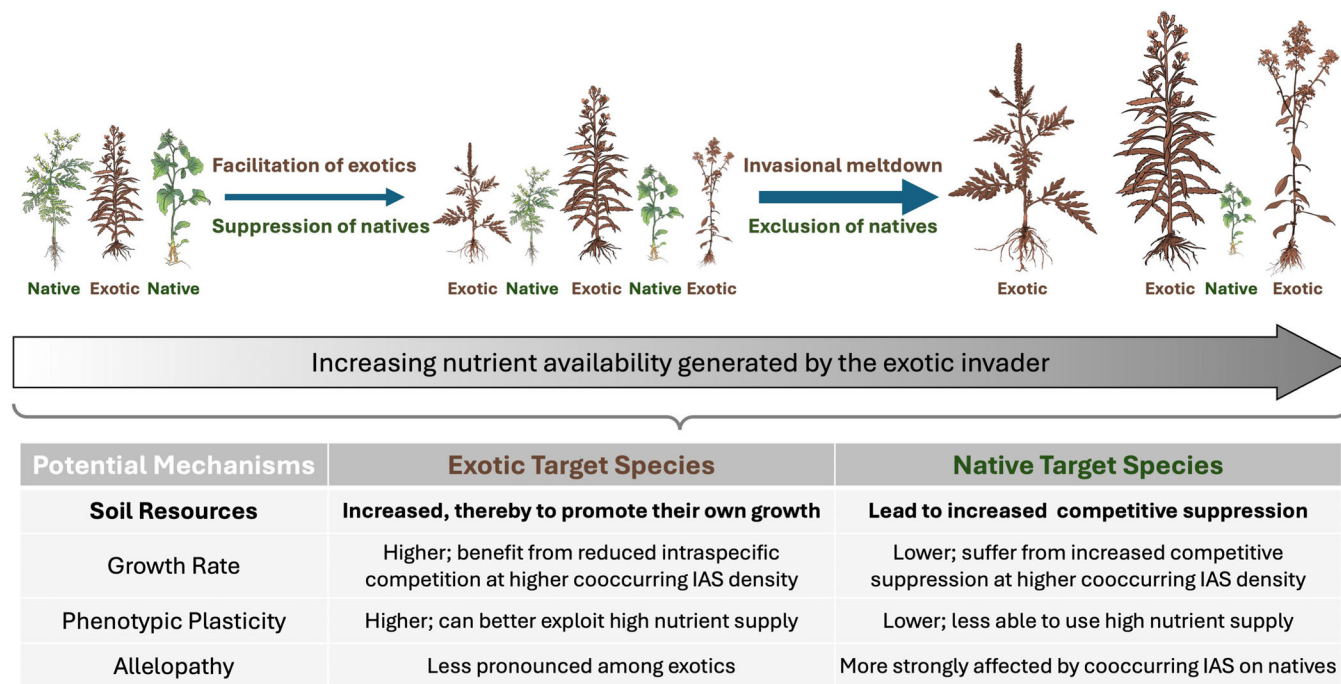 Facilitation of exotics
Suppression of natives
Invasional meltdown
Exclusion of natives
Native Exotic Native
Exotic Native Exotic Native Exotic
Exotic
Exotic Native Exotic
Increasing nutrient availability generated by the exotic invader
Potential Mechanisms Exotic Target Species Native Target Species
Soil Resources Increased, thereby to promote their own growth Lead to increased competitive suppression
Growth Rate
Higher; benefit from reduced intraspecific
competition at higher cooccurring IAS density
Lower; suffer from increased competitive
suppression at higher cooccurring IAS density
Phenotypic Plasticity Higher; can better exploit high nutrient supply Lower; less able to use high nutrient supply
Allelopathy Less pronounced among exotics More strongly affected by cooccurring IAS on natives